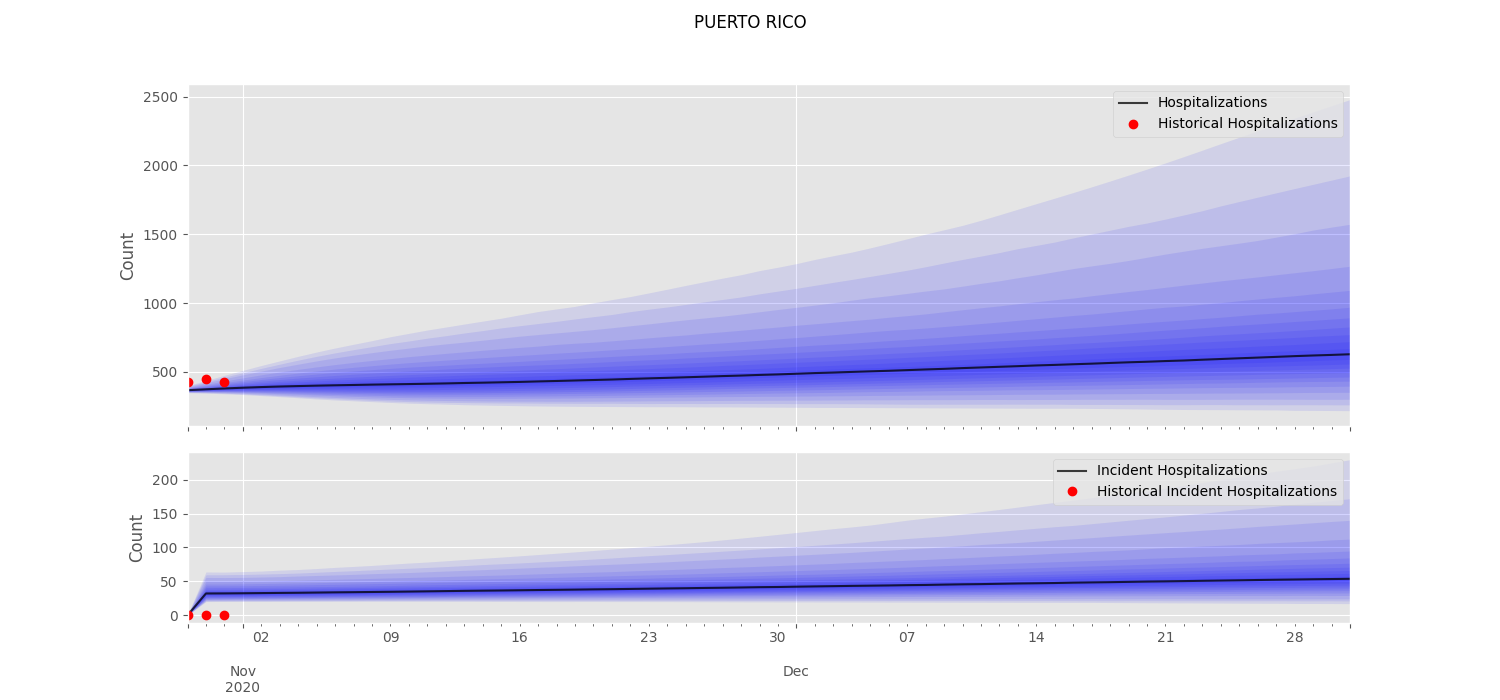 PUERTO RICO
2500
2000
1500
1000
500
Count
Hospitalizations
Historical Hospitalizations
200
150
100
50
0
Count
Incident Hospitalizations
Historical Incident Hospitalizations
02 09 16 23 30 07 14 21 28
Nov Dec
2020